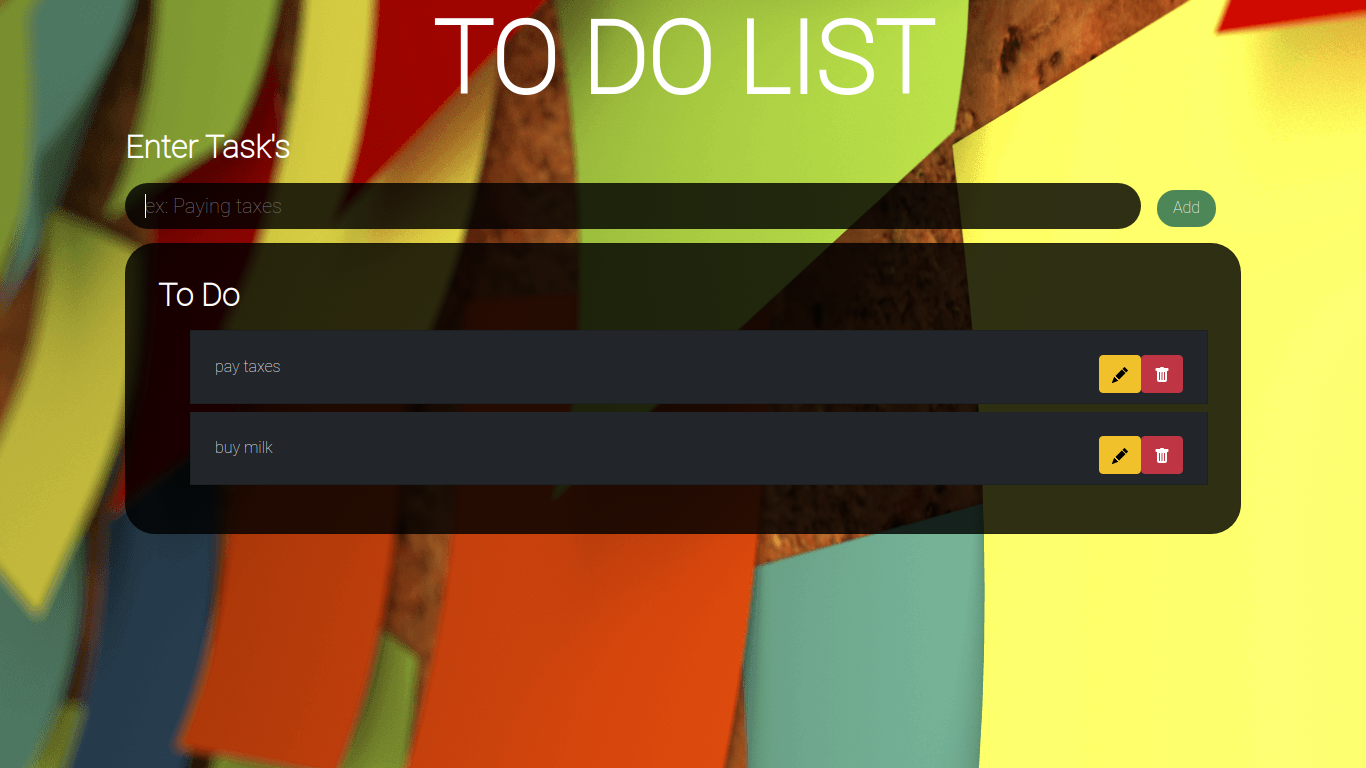 TO DO LIST
Enter Task's
ex: Paying taxes
Add
To Do
pay taxes
buy milk